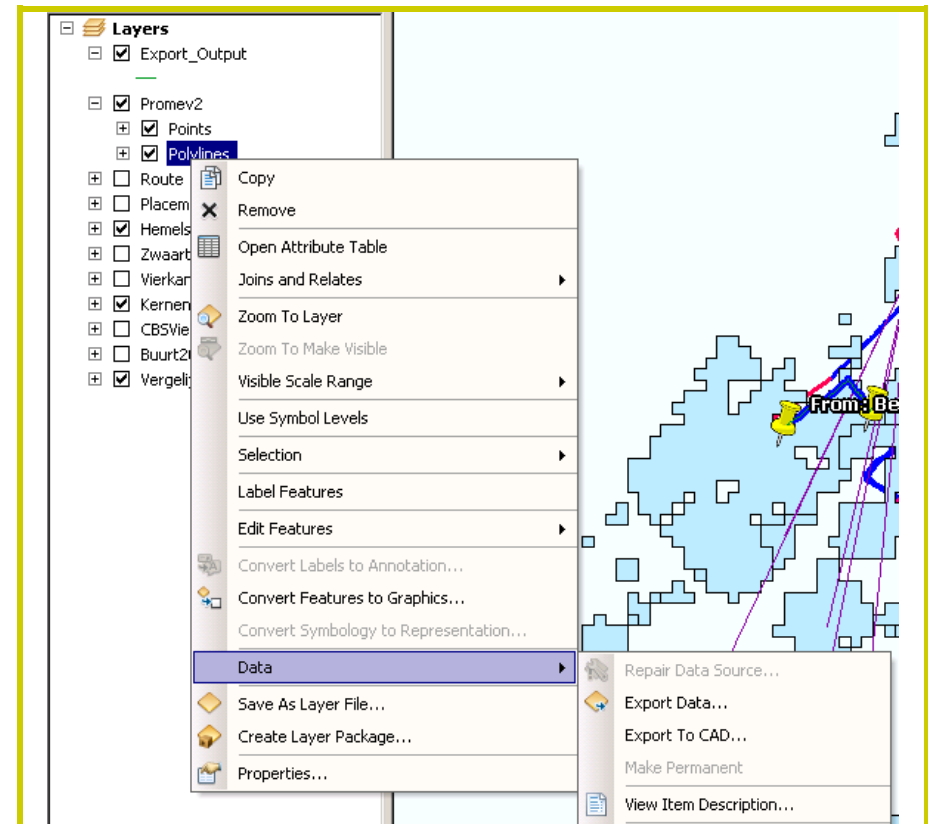 Layers
Export_Output
Promev2
Points
Polylines
Route
Placem
Hemels
Zwaart
Vierkan
Kernen
CBSVie
Vergeli
Copy
Remove
Open Attribute Table
Joins and Relates
Zoom To Layer
Zoom To Make Visible
Visible Scale Range
Use Symbol Levels
Selection
Label Features
Edit Features
Convert Labels to Annotation...
Convert Features to Graphics...
Convert Symbology to Representation...
Data
Save As Layer File...
Create Layer Package...
Properties...
Repair Data Source...
Export Data...
Export To CAD...
Make Permanent
View Item Description...
From: Be